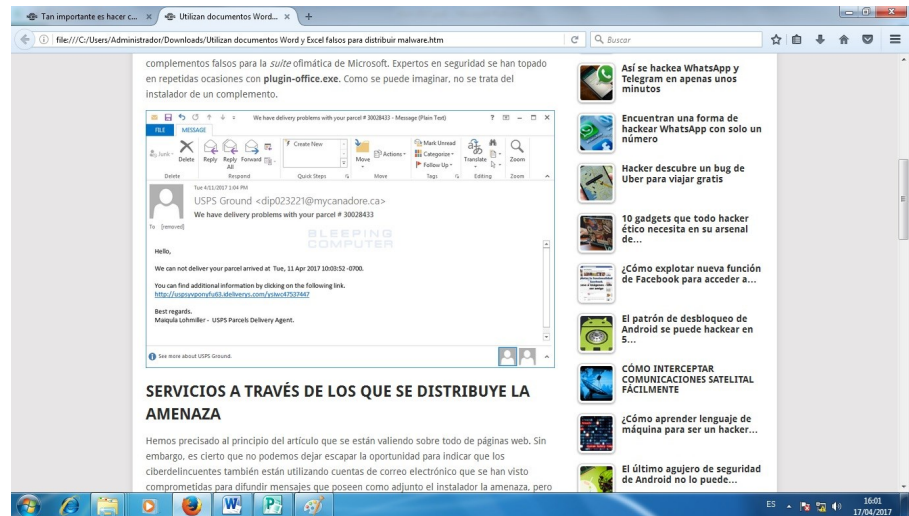 Tan importante es hacer c...
Utilizan documentos Word...
file:///C:/Users/Administrador/Downloads/Utilizan documentos Word y Excel falsos para distribuir malware.htm
Buscar
complementos falsos para la suite ofimática de Microsoft. Expertos en seguridad se han topado
en repetidas ocasiones con plugin-office.exe. Como se puede imaginar, no se trata del
instalador de un complemento.
We have delivery problems with your parcel # 30028433 - Message (Plain Text)
FILE MESSAGE
Junk
Delete
Reply
Reply All
Forward
Create New
Move
Actions
Mark Unread
Categorize
Follow Up
Translate
Zoom
Delete Respond Quick Steps Move Tags Editing Zoom
Tue 4/11/2017 1:04 PM
USPS Ground <dip023221@mycanadore.ca>
We have delivery problems with your parcel # 30028433
To [removed]
BLEEPING
COMPUTER
Hello,
We can not deliver your parcel arrived at Tue, 11 Apr 2017 10:03:52 -0700.
You can find additional information by clicking on the following link.
http://uspsyvponyfu63.ideliverys.com/ysiwc47537447
Best regards.
Maiqula Lohmiller - USPS Parcels Delivery Agent.
See more about USPS Ground.
SERVICIOS A TRAVÉS DE LOS QUE SE DISTRIBUYE LA
AMENAZA
Hemos precisado al principio del artículo que se están valiendo sobre todo de páginas web. Sin
embargo, es cierto que no podemos dejar escapar la oportunidad para indicar que los
ciberdelincuentes también están utilizando cuentas de correo electrónico que se han visto
comprometidas para difundir mensajes que poseen como adjunto el instalador la amenaza, pero
Así se hackea WhatsApp y
Telegram en apenas unos
minutos
Encuentran una forma de
hackear WhatsApp con solo un
número
Hacker descubre un bug de
Uber para viajar gratis
10 gadgets que todo hacker
ético necesita en su arsenal
de...
¿Cómo explotar nueva función
de Facebook para acceder a...
El patrón de desbloqueo de
Android se puede hackear en
5...
CÓMO INTERCEPTAR
COMUNICACIONES SATELITAL
FÁCILMENTE
¿Cómo aprender lenguaje de
máquina para ser un hacker...
El último agujero de seguridad
de Android no lo puede...
ES
16:01
17/04/2017